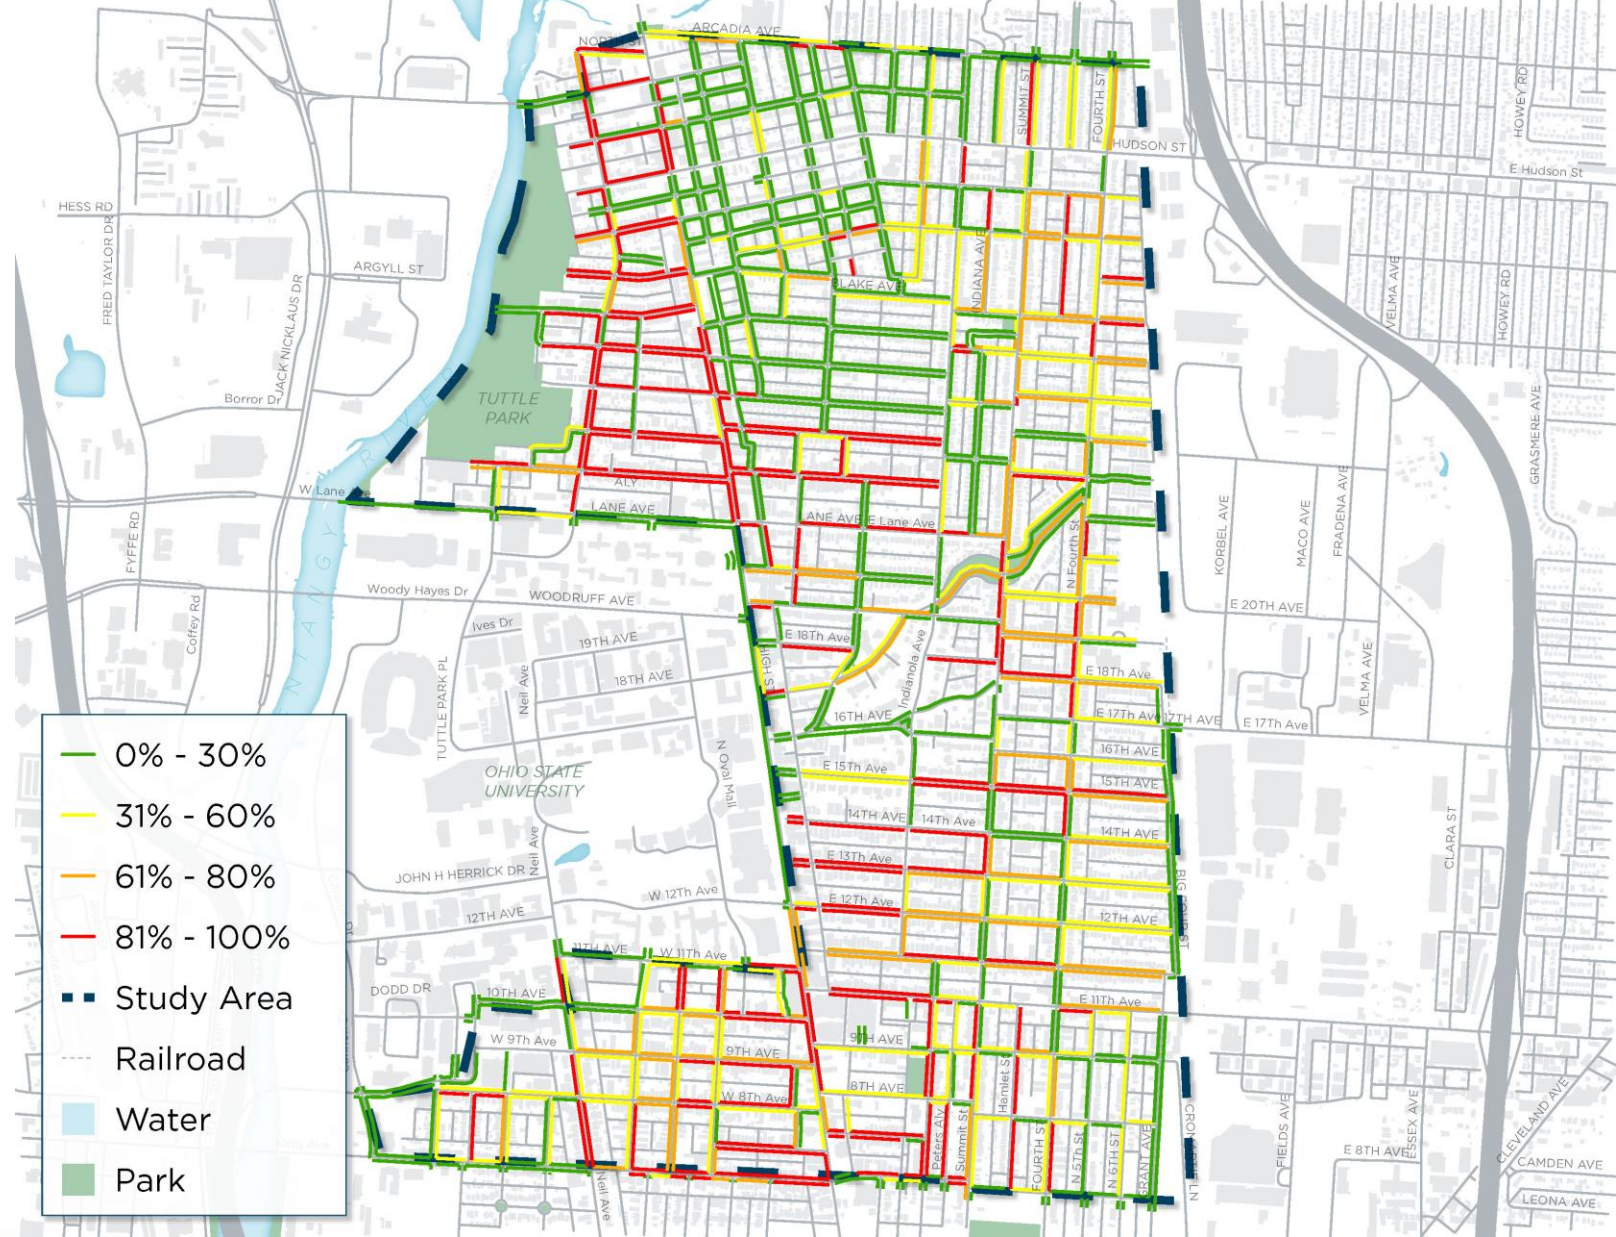 ARCADIA AVE
SUMMIT ST
FOURTH ST
HOWEY RD
HUDSON ST
E Hudson St
HESS RD
FRED TAYLOR DR
ARGYLL ST
JACK NICKLAUS DR
INDIANA AVE
BLAKE AVE
VELMA AVE
HOWEY RD
Borror Dr
TUTTLE
PARK
GRASMERE AVE
W Lane Ave
ALY
LANE AVE
ANE AVE
E Lane Ave
FYFFE RD
N Fourth St
KORBEL AVE
MACO AVE
FRADENA AVE
Woody Hayes Dr
WOODRUFF AVE
E 20TH AVE
Coffey Rd
Ives Dr
19TH AVE
E 18Th Ave
Indianola Ave
18TH AVE
HIGH S
E 18Th Ave
VELMA AVE
TUTTLE PARK PL
Neil Ave
16TH AVE
E 17Th Ave
17TH AVE
E 17Th Ave
0% - 30%
31% - 60%
61% - 80%
81% - 100%
Study Area
Railroad
Water
Park
OHIO STATE
UNIVERSITY
N Oval Mall
E 15Th Ave
16TH AVE
15TH AVE
14TH AVE
14Th Ave
14TH AVE
Neil Ave
E 13Th Ave
CLARA ST
JOHN H HERRICK DR
W 12Th Ave
E 12Th Ave
12TH AVE
12TH AVE
11TH AVE
W 11Th Ave
DODD DR
10TH AVE
E 11Th Ave
W 9Th Ave
9TH AVE
9TH AVE
W 8Th Ave
8TH AVE
Hamlet St
Peters Aly
Summit St
FOURTH ST
N 5Th St
N 6TH ST
GRANT AVE
FIELDS AVE
E 8TH AVE
ESSEX AVE
CLEVELAND AVE
CAMDEN AVE
LEONA AVE
Neil Ave